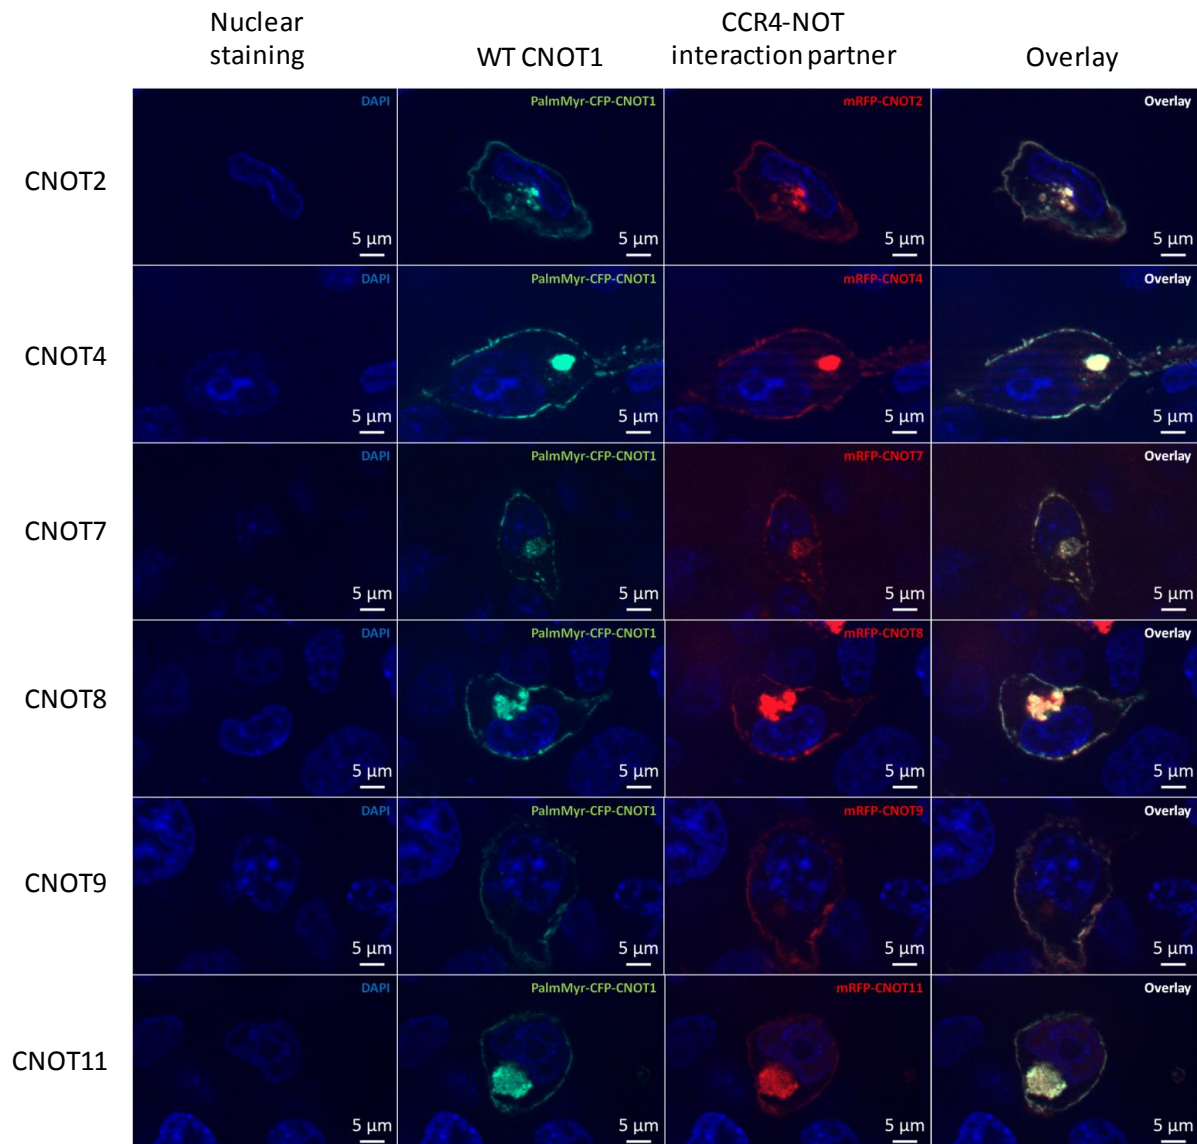 Nuclear
staining
WT CNOT1
CCR4-NOT
interaction partner
Overlay
CNOT2
DAPI
5 µm
PalmMyr-CFP-CNOT1
5 µm
mRFP-CNOT2
5 µm
Overlay
5 µm
CNOT4
DAPI
5 µm
PalmMyr-CFP-CNOT1
5 µm
mRFP-CNOT4
5 µm
Overlay
5 µm
CNOT7
DAPI
5 µm
PalmMyr-CFP-CNOT1
5 µm
mRFP-CNOT7
5 µm
Overlay
5 µm
CNOT8
DAPI
5 µm
PalmMyr-CFP-CNOT1
5 µm
mRFP-CNOT8
5 µm
Overlay
5 µm
CNOT9
DAPI
5 µm
PalmMyr-CFP-CNOT1
5 µm
mRFP-CNOT9
5 µm
Overlay
5 µm
CNOT11
DAPI
5 µm
PalmMyr-CFP-CNOT1
5 µm
mRFP-CNOT11
5 µm
Overlay
5 µm